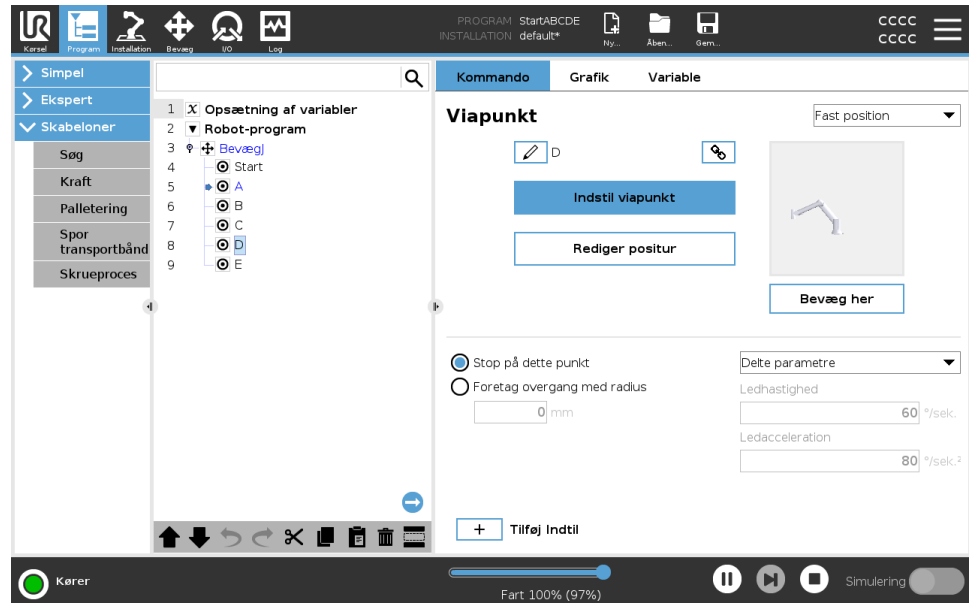 UR
Kørsel
Program
Installation
Bevæg
I/O
Log
PROGRAM StartABCDE
INSTALLATION default*
Ny...
Åben...
Gem...
CCCC
CCCC
Simpel
Ekspert
Skabeloner
Søg
Kraft
Palletering
Spor
transportbånd
Skrueproces
1 X Opsætning af variabler
2 Robot-program
3 BevægJ
4 Start
5 A
6 B
7 C
8 D
9 E
Kommando
Grafik
Variable
Viapunkt
Fast position
D
Indstil viapunkt
Rediger positur
Bevæg her
Stop på dette punkt
Foretag overgang med radius
0 mm
Delte parametre
Ledhastighed
60 °/sek.
Ledacceleration
80 °/sek.²
+ Tilføj Indtil
Kører
Fart 100% (97%)
Simulering